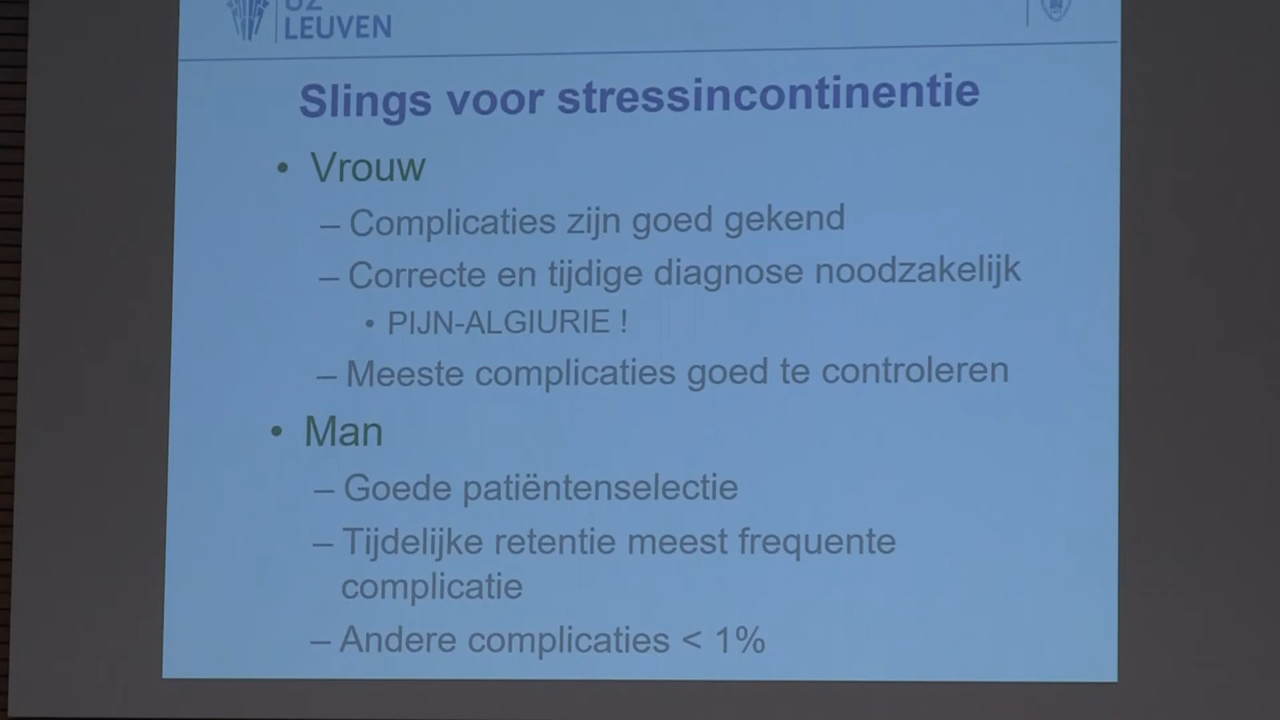 UZ
LEUVEN
Slings voor stressincontinentie
• Vrouw
– Complicaties zijn goed gekend
– Correcte en tijdige diagnose noodzakelijk
• PIJN-ALGIURIE !
– Meeste complicaties goed te controleren
• Man
– Goede patiëntenselectie
– Tijdelijke retentie meest frequente
complicatie
– Andere complicaties < 1%